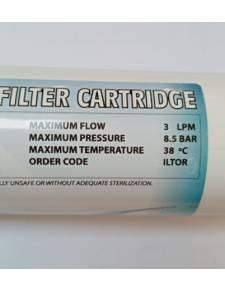 FILTER CARTRIDGE
MAXIMUM FLOW 3 LPM
MAXIMUM PRESSURE 8.5 BAR
MAXIMUM TEMPERATURE 38 ºC
ORDER CODE ILTOR
LLY UNSAFE OR WITHOUT ADEQUATE STERILIZATION.